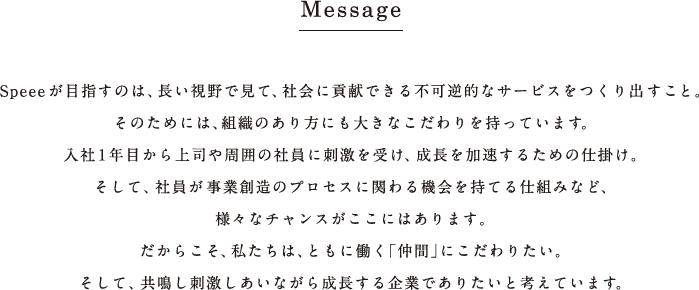 Message
Speeeが目指すのは、長い視野で見て、社会に貢献できる不可逆的なサービスをつくり出すこと。
そのためには、組織のあり方にも大きなこだわりを持っています。
入社1年目から上司や周囲の社員に刺激を受け、成長を加速するための仕掛け。
そして、社員が事業創造のプロセスに関わる機会を持てる仕組みなど、
様々なチャンスがここにはあります。
だからこそ、私たちは、ともに働く「仲間」にこだわりたい。
そして、共鳴し刺激しあいながら成長する企業でありたいと考えています。